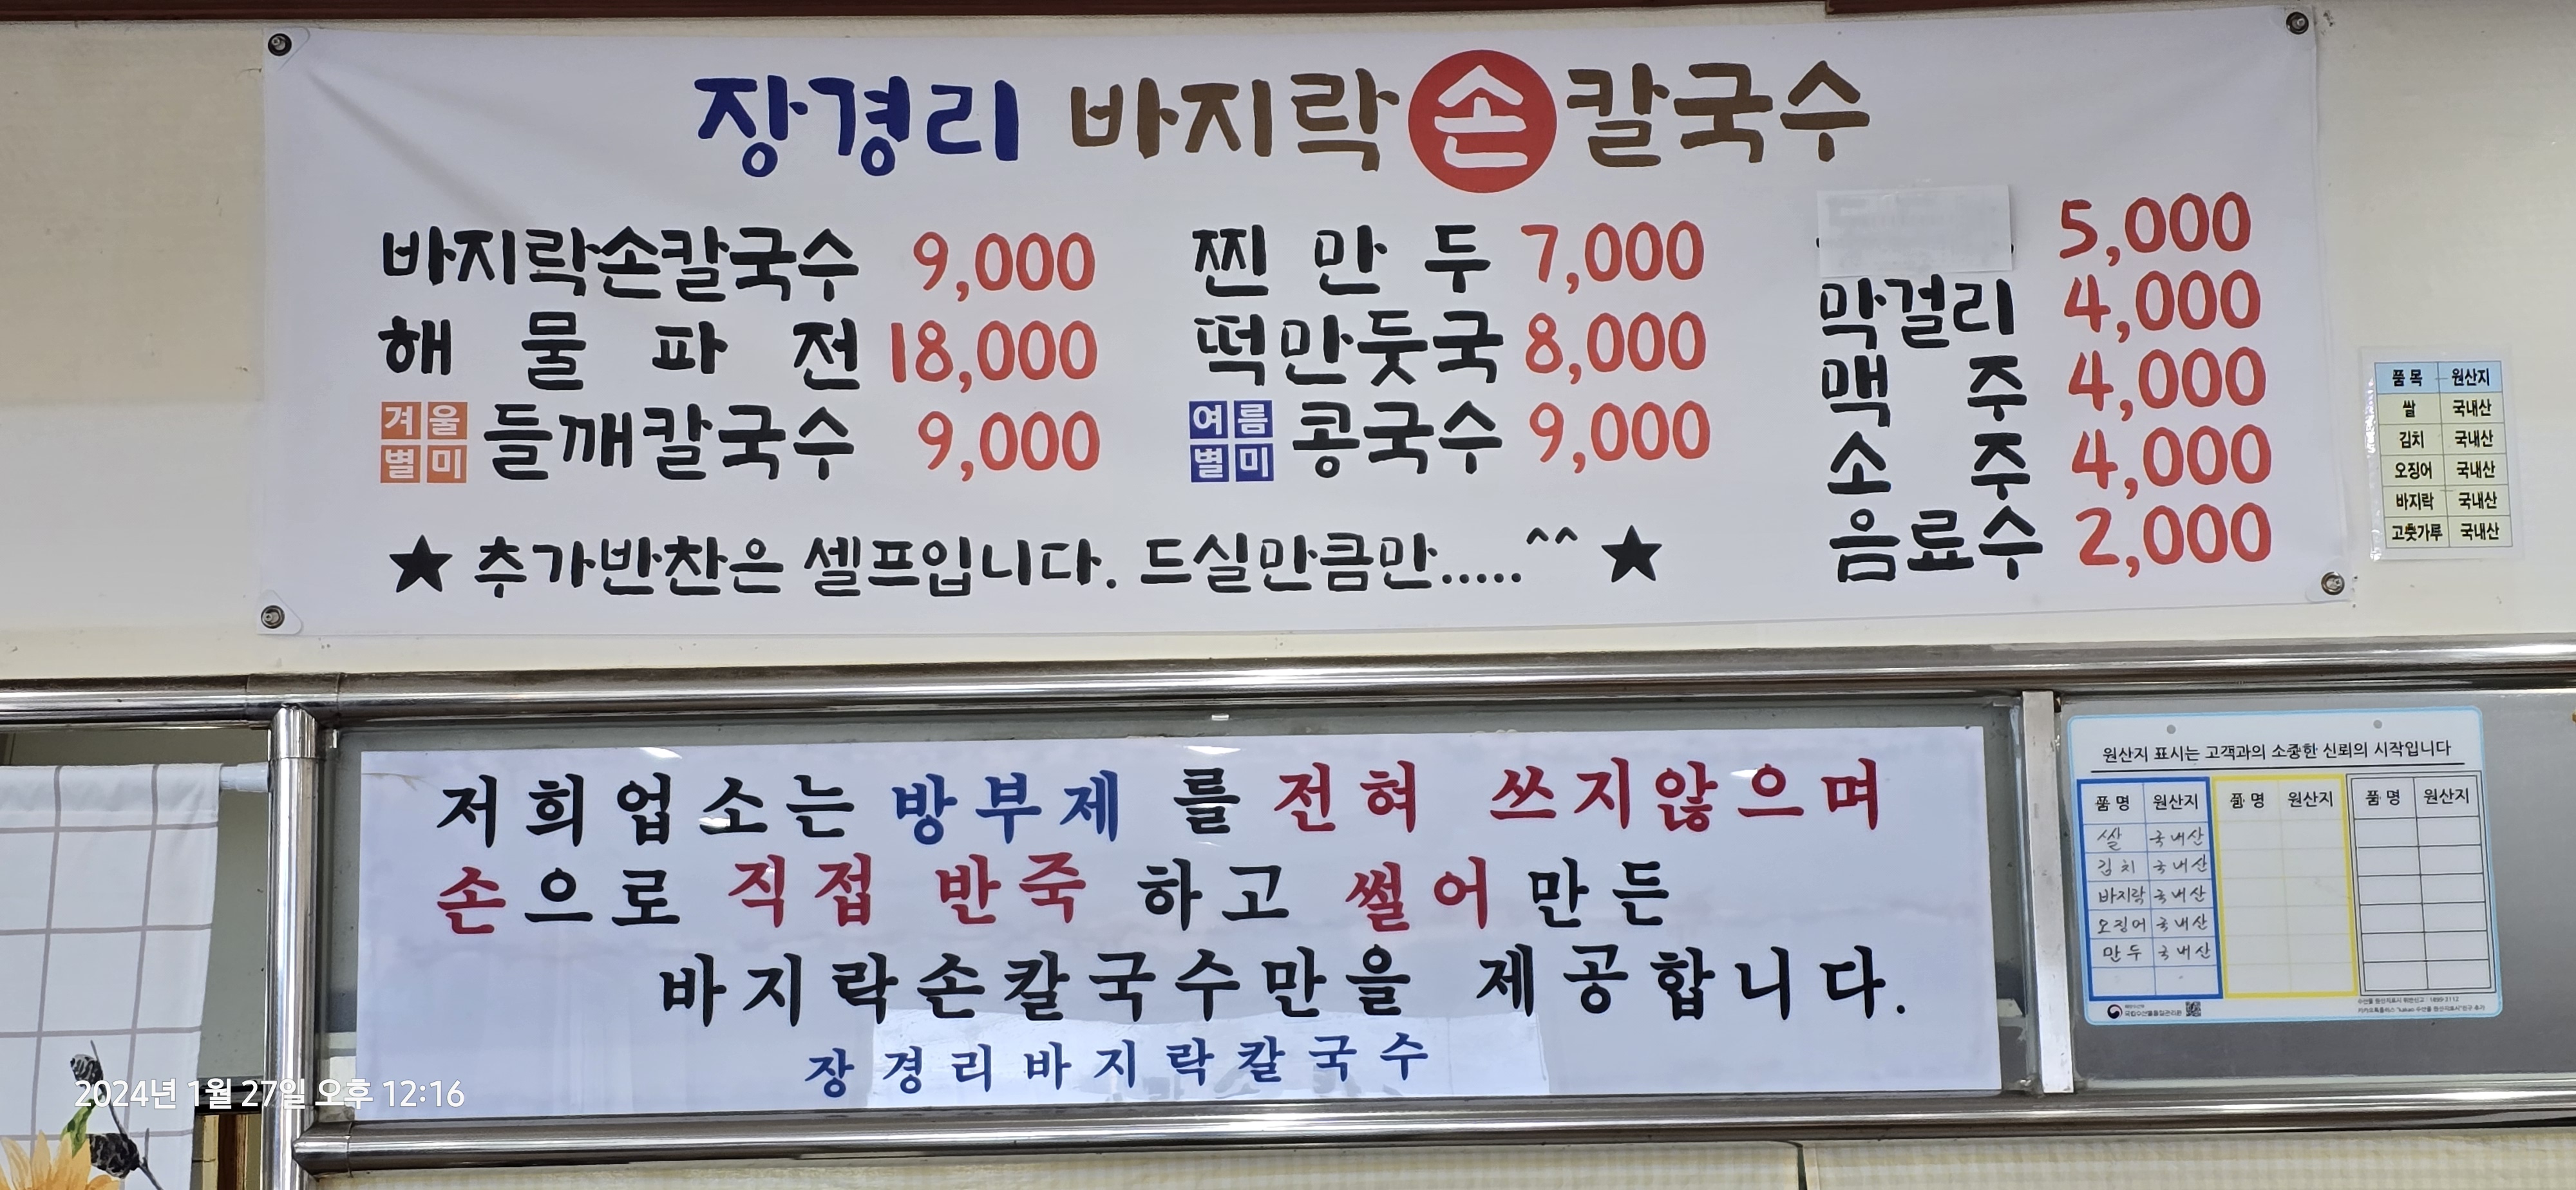 장경리 바지락손칼국수
바지락손칼국수 9,000
해물파전 18,000
겨울별미 들깨칼국수 9,000
찐만두 7,000
떡만둣국 8,000
여름별미 콩국수 9,000
5,000
막걸리 4,000
맥주 4,000
소주 4,000
음료수 2,000
★ 추가반찬은 셀프입니다. 드실만큼만.....^^ ★
품목 원산지
쌀 국내산
김치 국내산
오징어 국내산
바지락 국내산
고춧가루 국내산
저희업소는 방부제를 전혀 쓰지않으며
손으로 직접 반죽하고 썰어 만든
바지락손칼국수만을 제공합니다.
장경리바지락칼국수
원산지 표시는 고객과의 소중한 신뢰의 시작입니다
품명 원산지 품명 원산지 품명 원산지
쌀 국내산
김치 국내산
바지락 국내산
오징어 국내산
만두 국내산
국립수산물품질관리원
2024년 1월 27일 오후 12:16